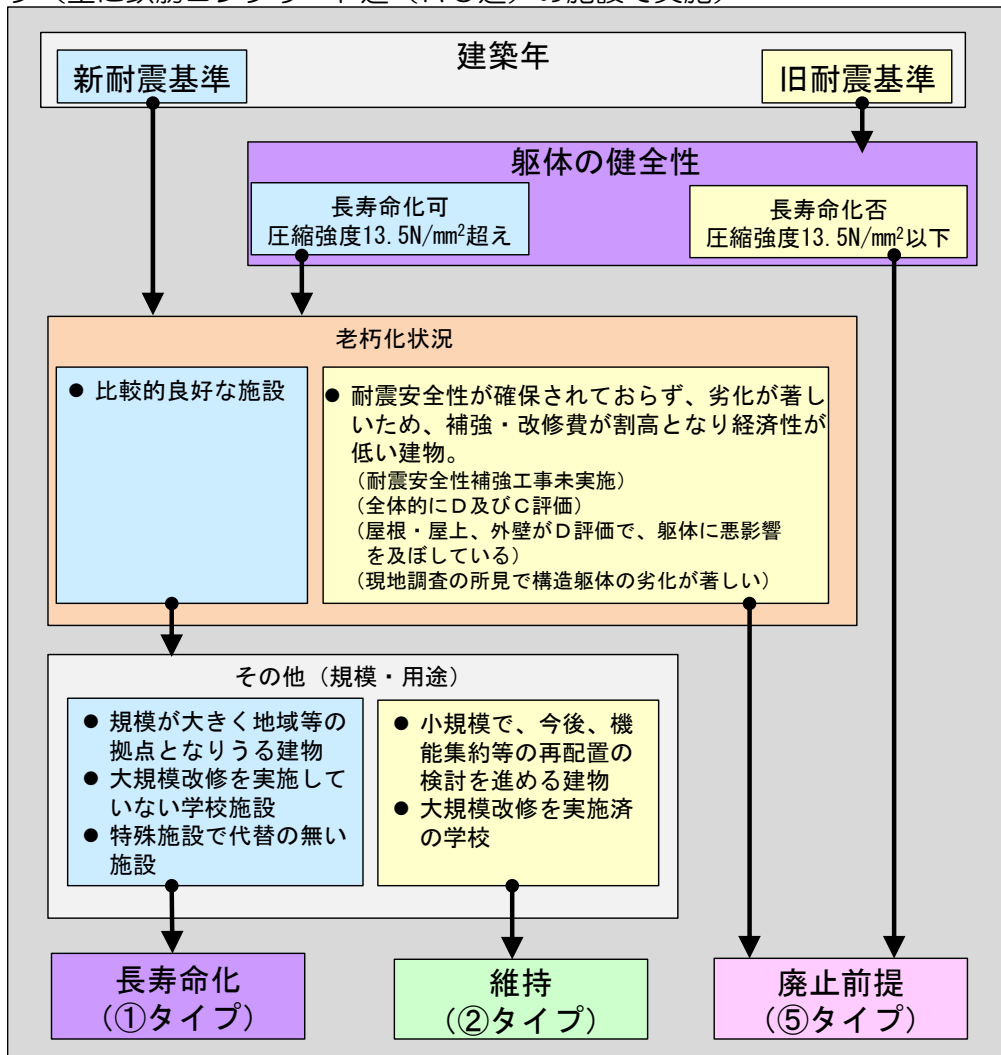 建築年
新耐震基準
旧耐震基準
躯体の健全性
長寿命化可
圧縮強度13.5N/mm²超え
長寿命化否
圧縮強度13.5N/mm²以下
老朽化状況
● 比較的良好な施設
● 耐震安全性が確保されておらず、劣化が著し
いため、補強・改修費が割高となり経済性が
低い建物。
（耐震安全性補強工事未実施）
（全体的にＤ及びＣ評価）
（屋根・屋上、外壁がＤ評価で、躯体に悪影響
を及ぼしている）
（現地調査の所見で構造躯体の劣化が著しい）
その他（規模・用途）
● 規模が大きく地域等の
拠点となりうる建物
● 大規模改修を実施して
いない学校施設
● 特殊施設で代替の無い
施設
● 小規模で、今後、機
能集約等の再配置の
検討を進める建物
● 大規模改修を実施済
の学校
長寿命化
（①タイプ）
維持
（②タイプ）
廃止前提
（⑤タイプ）